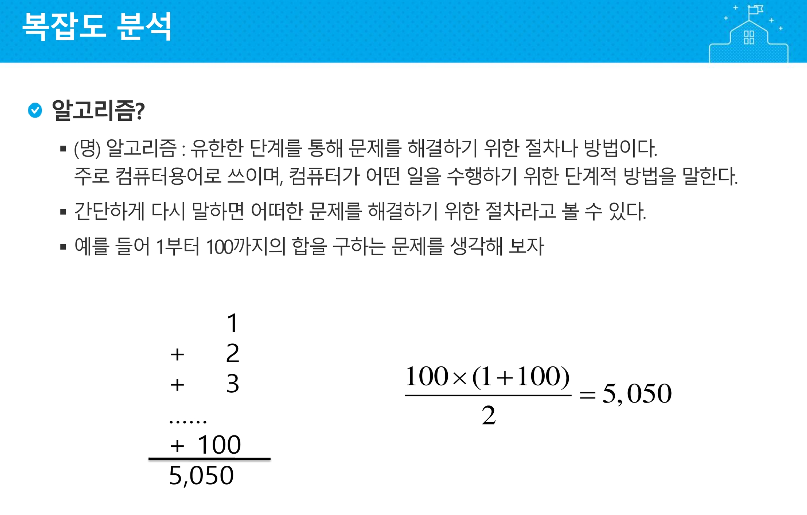 복잡도 분석
알고리즘?
▪ (명) 알고리즘 : 유한한 단계를 통해 문제를 해결하기 위한 절차나 방법이다.
주로 컴퓨터용어로 쓰이며, 컴퓨터가 어떤 일을 수행하기 위한 단계적 방법을 말한다.
▪ 간단하게 다시 말하면 어떠한 문제를 해결하기 위한 절차라고 볼 수 있다.
▪ 예를 들어 1부터 100까지의 합을 구하는 문제를 생각해 보자
1
+ 2
+ 3
……
+ 100
5,050
100×(1+100)
2
= 5,050